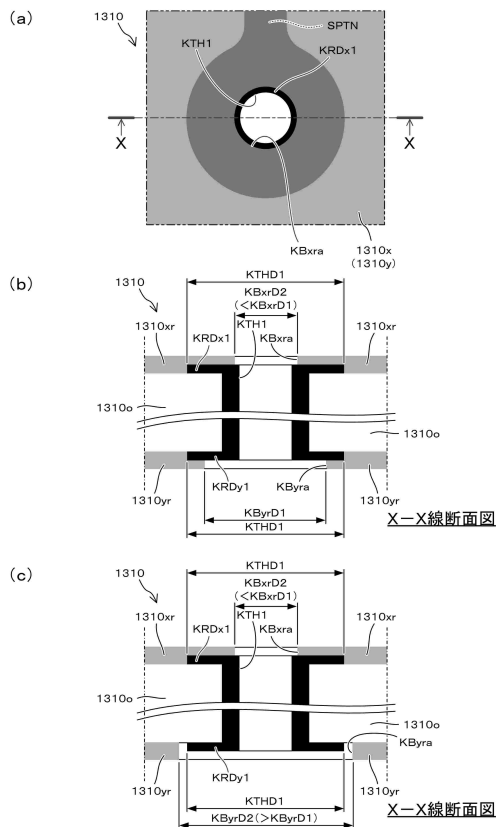 (a)
1310
SPTN
KTH1
KRDx1
X
X
KBxra
1310x
(1310y)
(b)
1310
KTHD1
KBxrD2
(<KBxrD1)
1310xr
KTH1
KBxra
1310xr
KRDx1
1310o
1310o
1310yr
KRDy1
KByra
1310yr
KByrD1
KTHD1
X-X線断面図
(c)
1310
KTHD1
KBxrD2
(<KBxrD1)
1310xr
KTH1
KBxra
1310xr
KRDx1
1310o
1310o
KByra
1310yr
KRDy1
1310yr
KTHD1
KByrD2(>KByrD1)
X-X線断面図